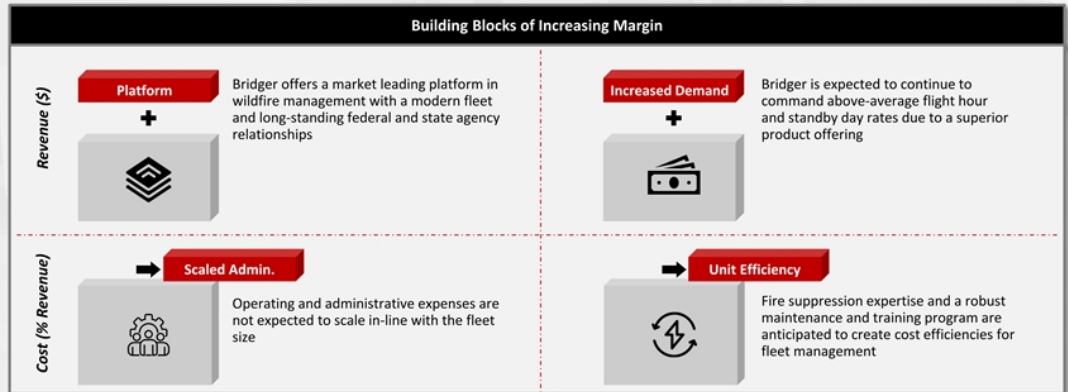 Building Blocks of Increasing Margin
Revenue ($)
Platform
Bridger offers a market leading platform in
wildfire management with a modern fleet
and long-standing federal and state agency
relationships
Increased Demand
Bridger is expected to continue to
command above-average flight hour
and standby day rates due to a superior
product offering
Cost (% Revenue)
Scaled Admin.
Operating and administrative expenses are
not expected to scale in-line with the fleet
size
Unit Efficiency
Fire suppression expertise and a robust
maintenance and training program are
anticipated to create cost efficiencies for
fleet management